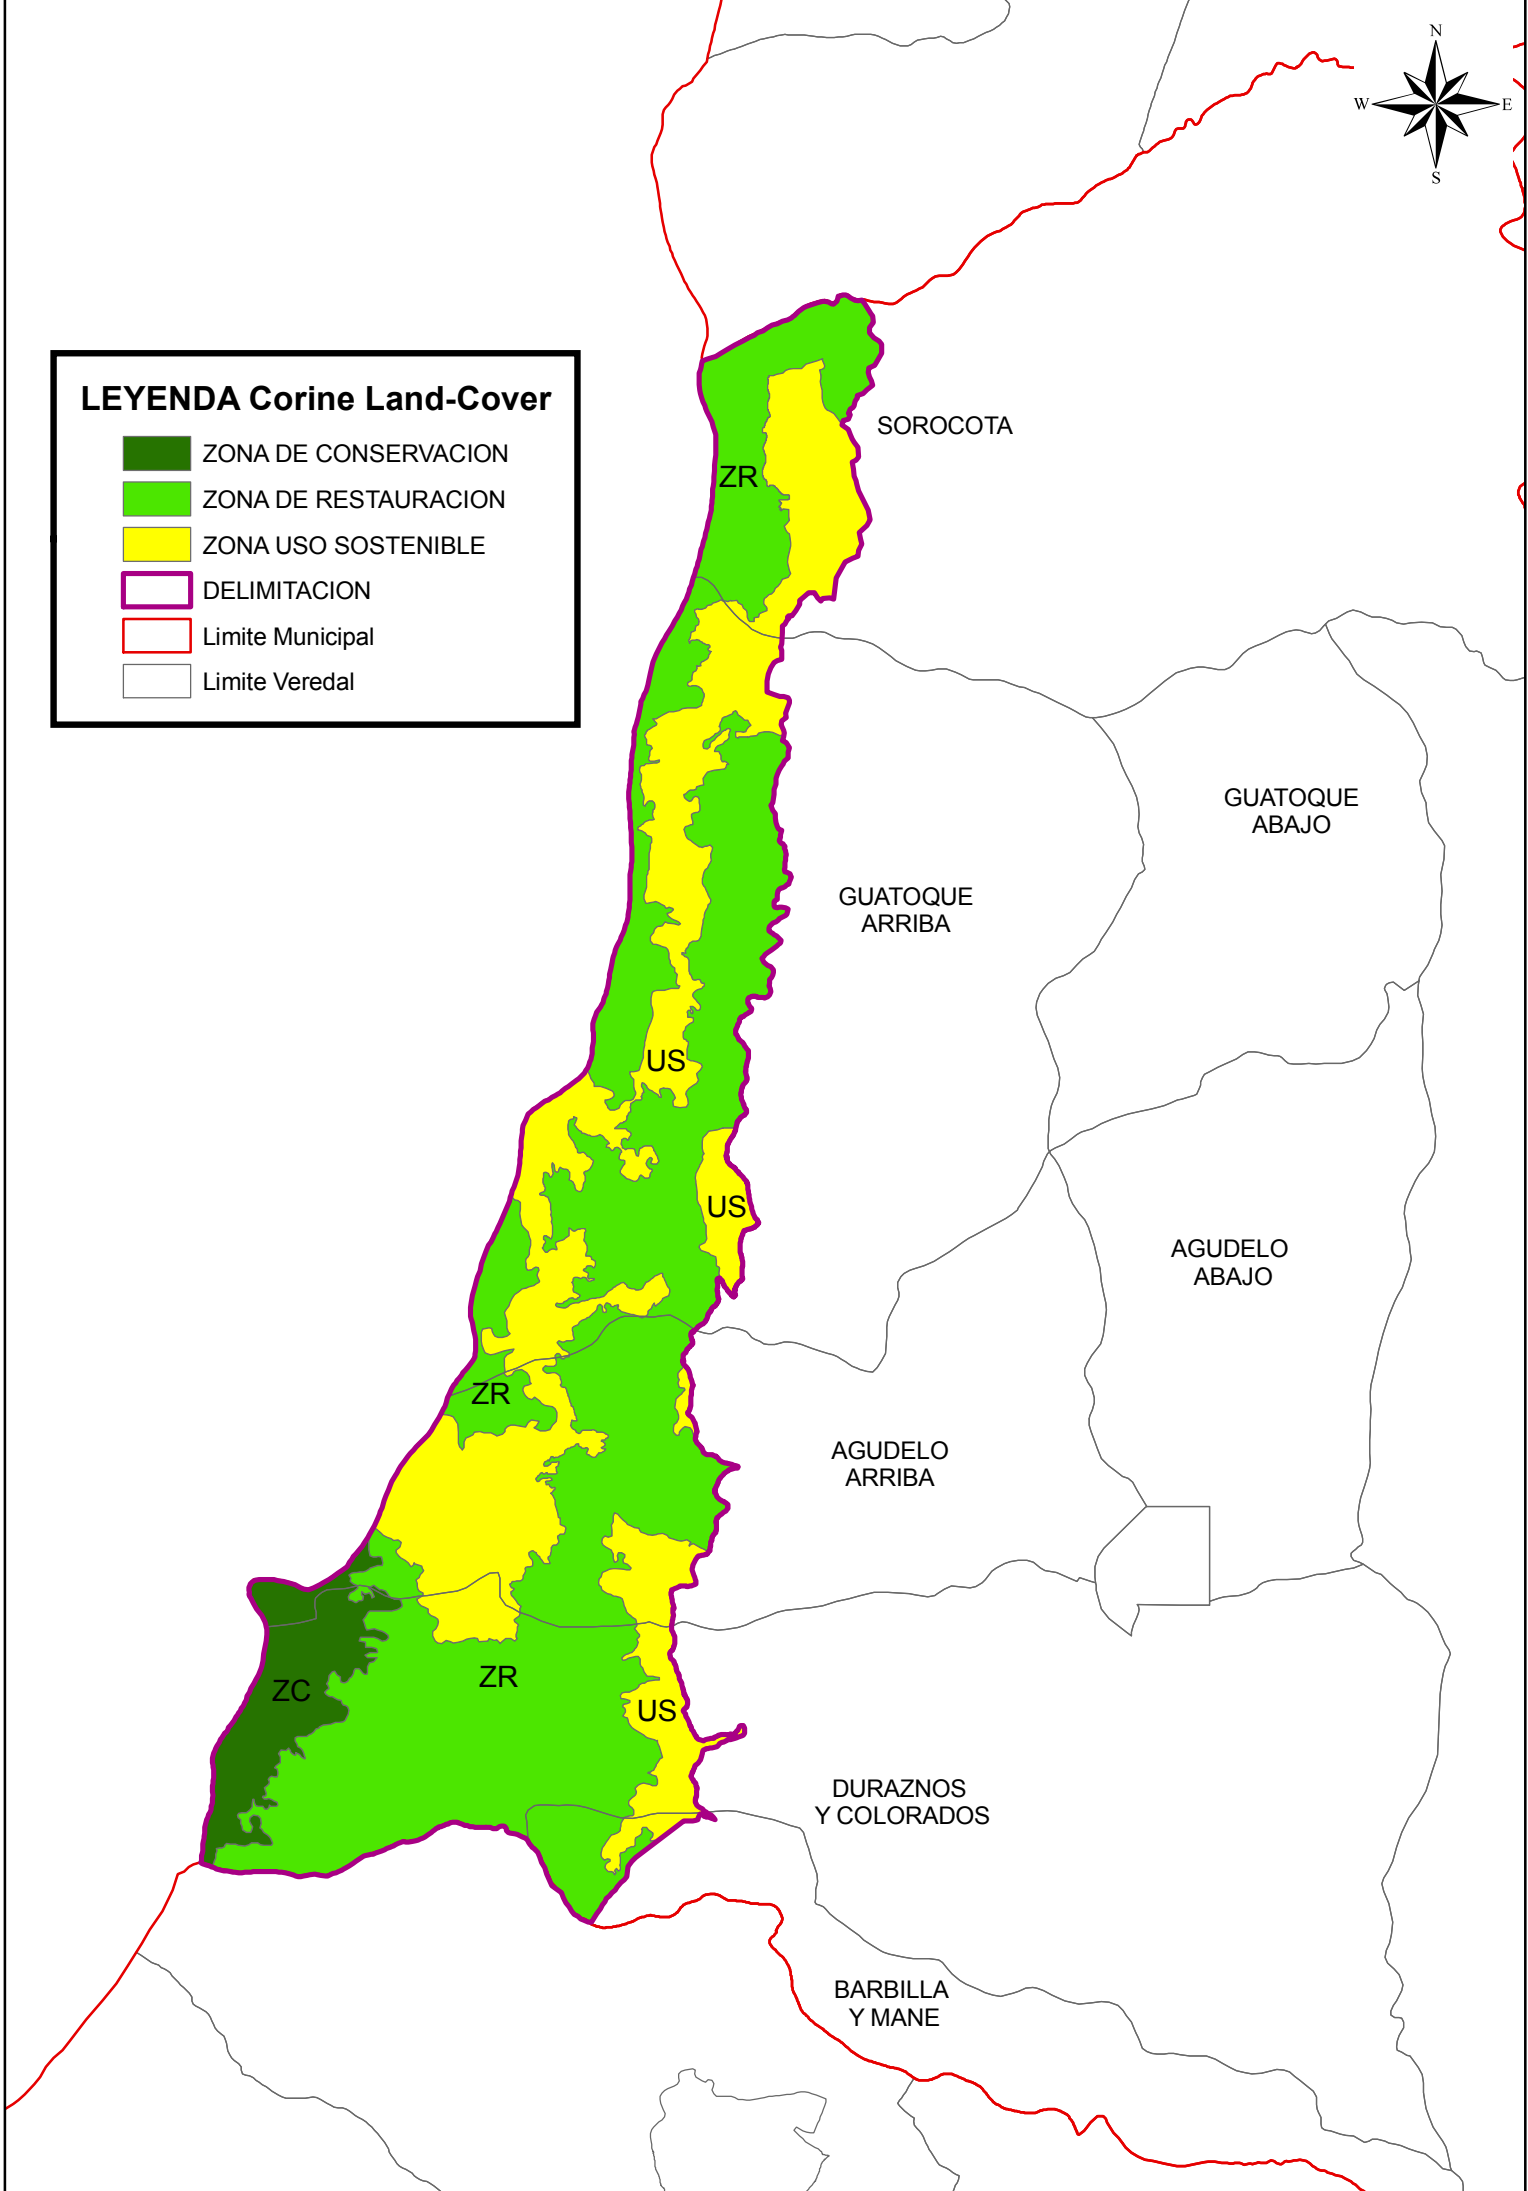 N
W
E
S
LEYENDA Corine Land-Cover
ZONA DE CONSERVACION
ZONA DE RESTAURACION
ZONA USO SOSTENIBLE
DELIMITACION
Limite Municipal
Limite Veredal
SOROCOTA
ZR
GUATOQUE
ABAJO
GUATOQUE
ARRIBA
US
US
AGUDELO
ABAJO
ZR
AGUDELO
ARRIBA
ZR
ZC
US
DURAZNOS
Y COLORADOS
BARBILLA
Y MANE